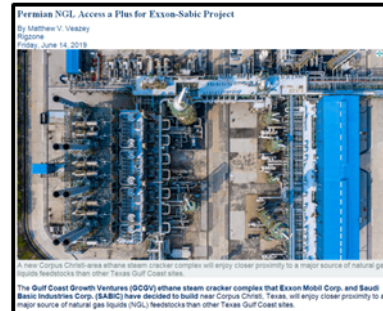 Permian NGL Access a Plus for Exxon-Sabic Project
By Matthew V. Veazey
Rigzone
Friday, June 14, 2019
A new Corpus Christi-area ethane steam cracker complex will enjoy closer proximity to a major source of natural gas
liquids feedstocks than other Texas Gulf Coast sites.
The Gulf Coast Growth Ventures (GCGV) ethane steam cracker complex that Exxon Mobil Corp. and Saudi
Basic Industries Corp. (SABIC) have decided to build near Corpus Christi, Texas, will enjoy closer proximity to a
major source of natural gas liquids (NGL) feedstocks than other Texas Gulf Coast sites.